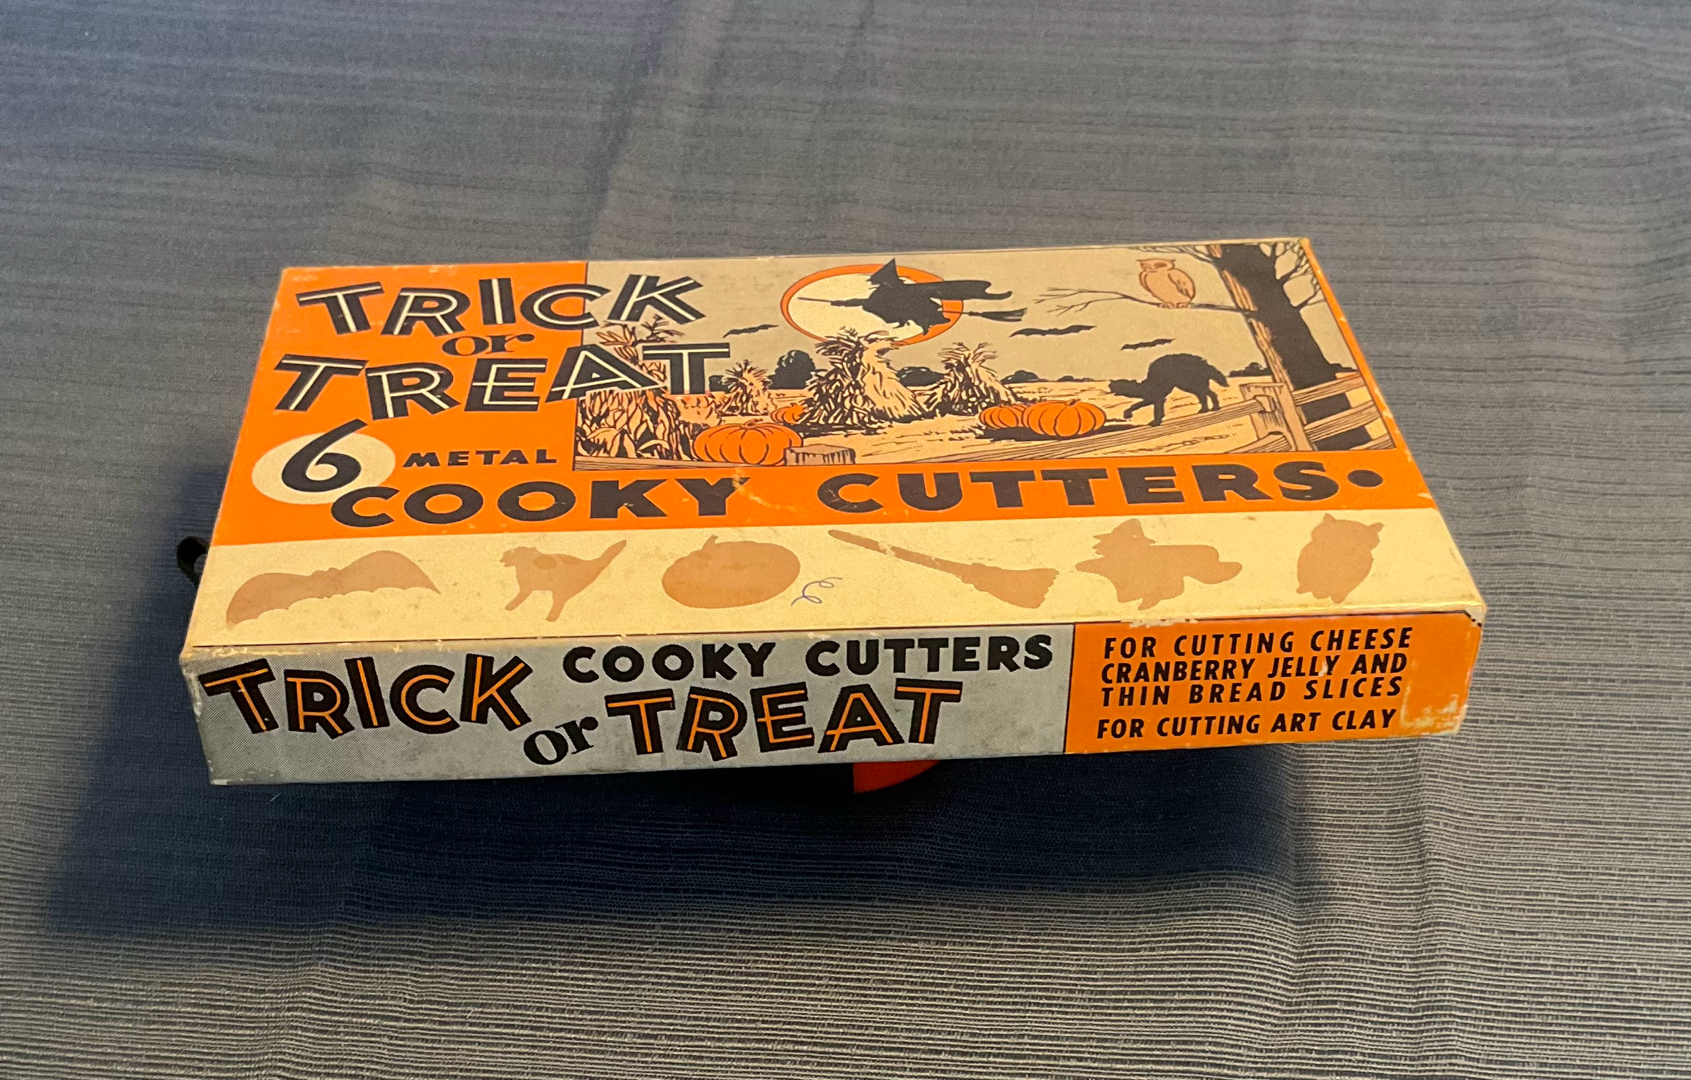 TRICK
or
TREAT
6 METAL
COOKY CUTTERS.
TRICK or TREAT
COOKY CUTTERS
FOR CUTTING CHEESE
CRANBERRY JELLY AND
THIN BREAD SLICES
FOR CUTTING ART CLAY